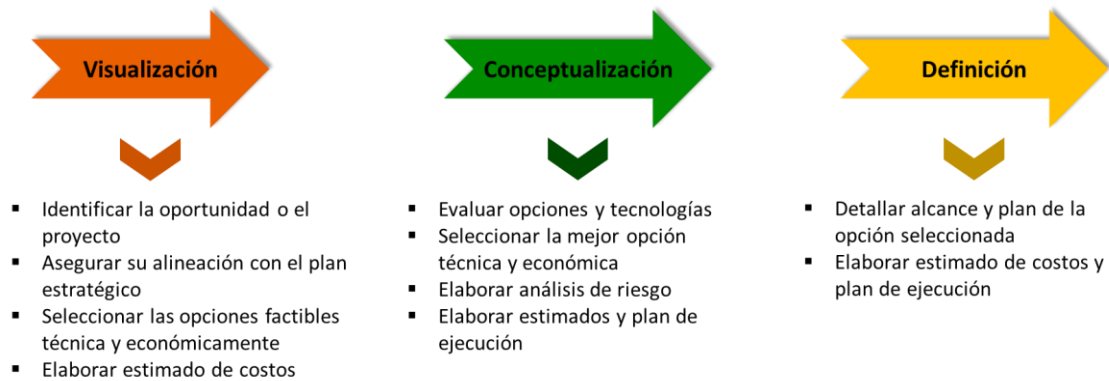 Visualización
▪ Identificar la oportunidad o el
proyecto
▪ Asegurar su alineación con el plan
estratégico
▪ Seleccionar las opciones factibles
técnica y económicamente
▪ Elaborar estimado de costos
Conceptualización
▪ Evaluar opciones y tecnologías
▪ Seleccionar la mejor opción
técnica y económica
▪ Elaborar análisis de riesgo
▪ Elaborar estimados y plan de
ejecución
Definición
▪ Detallar alcance y plan de la
opción seleccionada
▪ Elaborar estimado de costos y
plan de ejecución